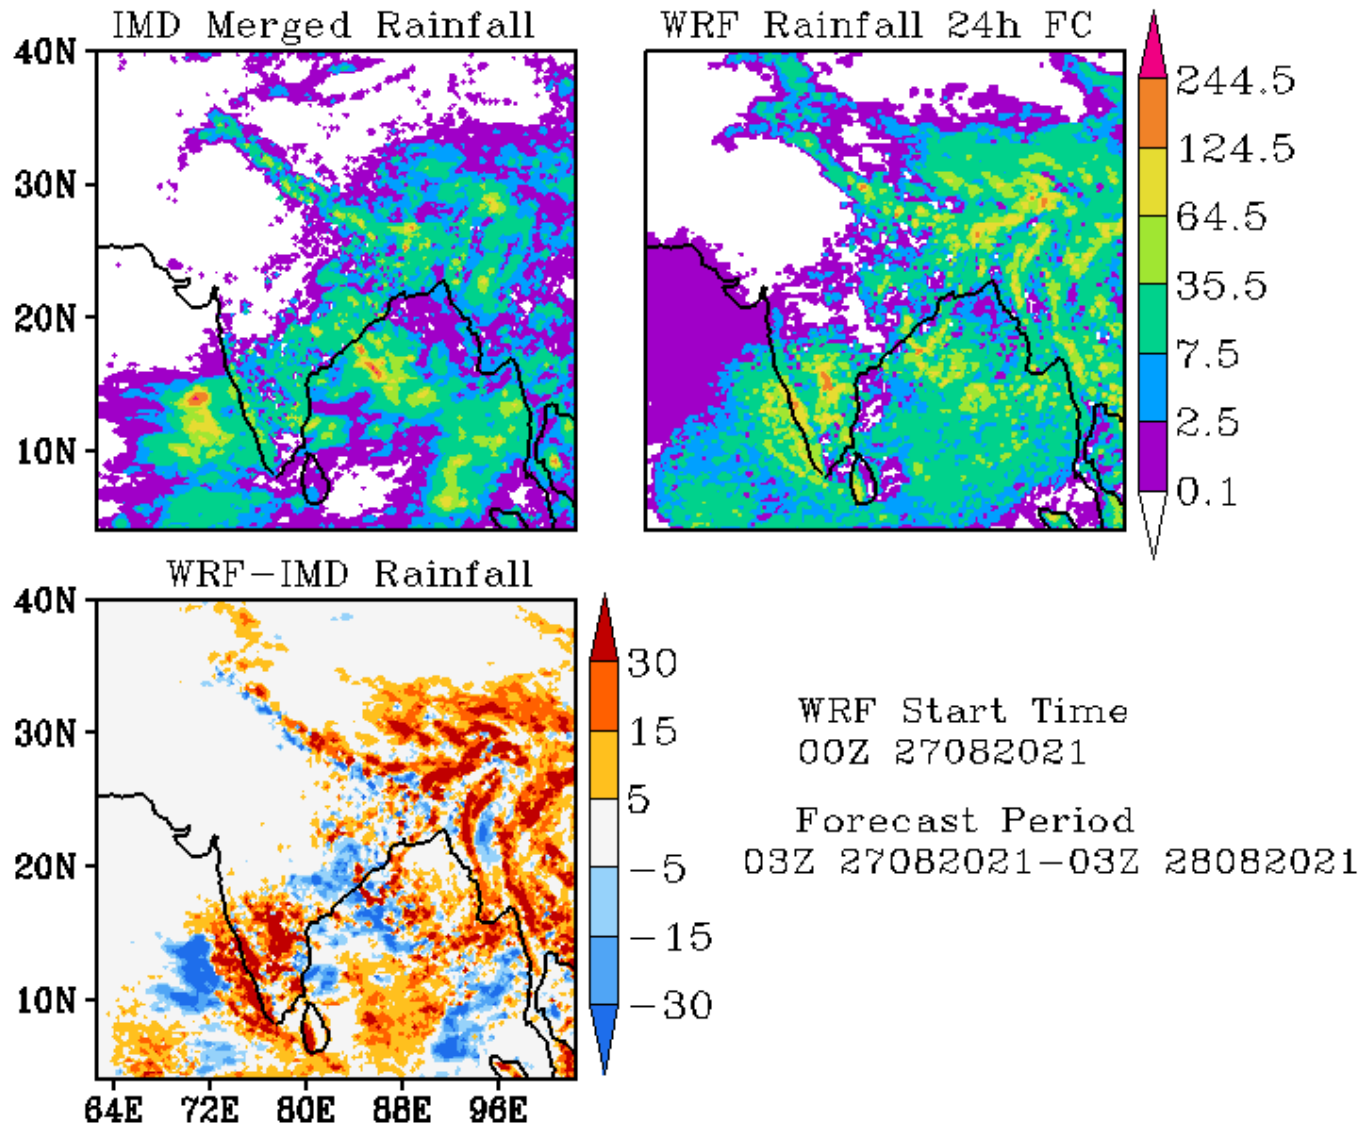 IMD Merged Rainfall
40N
30N
20N
10N
WRF Rainfall 24h FC
244.5
124.5
64.5
35.5
7.5
2.5
0.1
WRF-IMD Rainfall
40N
30N
20N
10N
64E 72E 80E 88E 96E
30
15
5
-5
-15
-30
WRF Start Time
00Z 27082021
Forecast Period
03Z 27082021-03Z 28082021